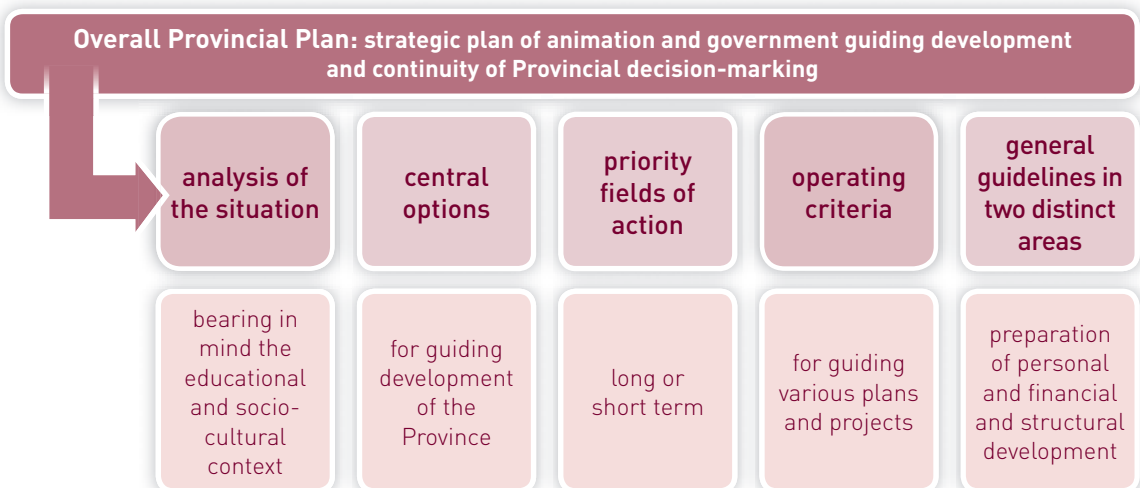 Overall Provincial Plan: strategic plan of animation and government guiding development
and continuity of Provincial decision-marking
analysis of
the situation
central
options
priority
fields of
action
operating
criteria
general
guidelines in
two distinct
areas
bearing in
mind the
educational
and socio-
cultural
context
for guiding
development
of the
Province
long or
short term
for guiding
various plans
and projects
preparation
of personal
and financial
and structural
development